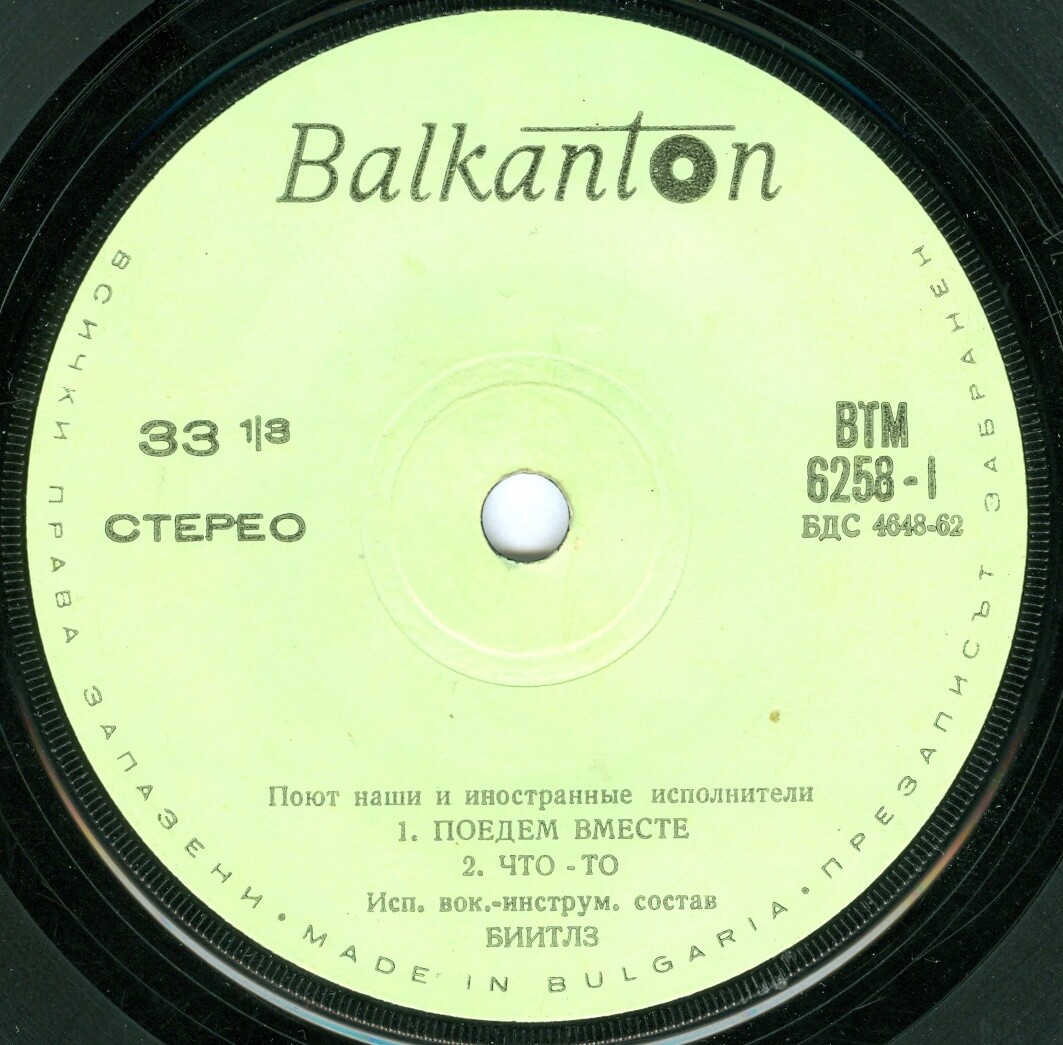 Balkanton
33 1/3
СТЕРЕО
ВТМ
6258-I
БДС 4648-62
Поют наши и иностранные исполнители
1. ПОЕДЕМ ВМЕСТЕ
2. ЧТО -ТО
Исп. вок.-инструм. состав
БИИТЛЗ
ВСИЧКИ ПРАВА ЗАПАЗЕНИ • MADE IN BULGARIA • ПРЕЗАПИСЪТ ЗАБРАНЕН